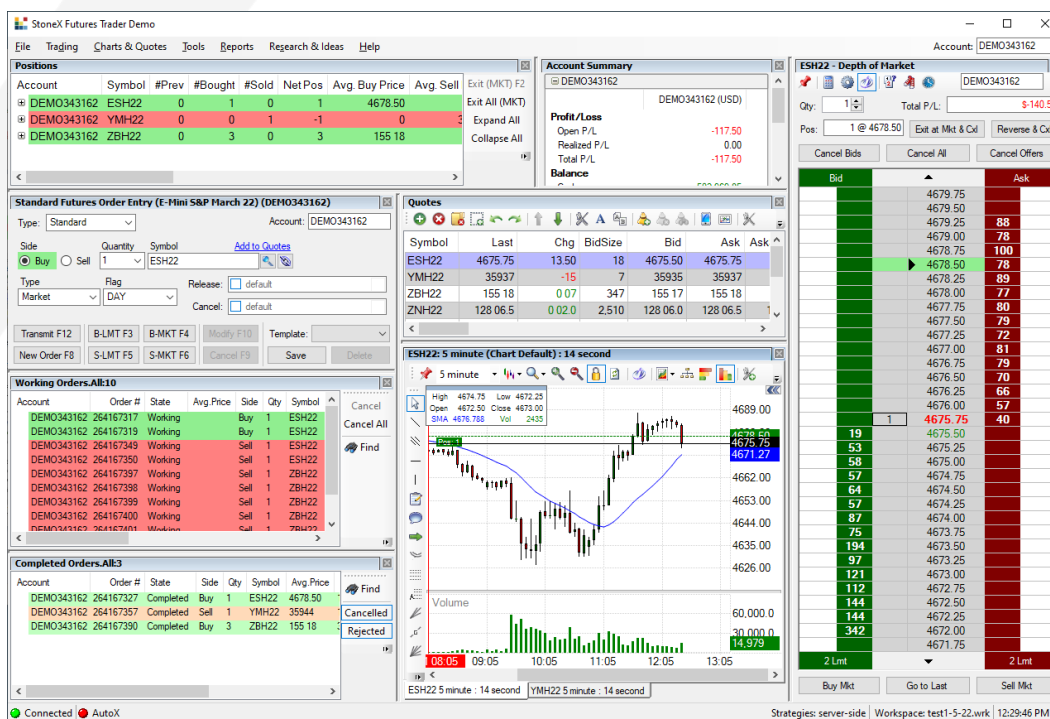 StoneX Futures Trader Demo
File Trading Charts & Quotes Tools Reports Research & Ideas Help Account: DEMO343162
Positions
Account Symbol #Prev #Bought #Sold Net Pos Avg. Buy Price Avg. Sell
DEMO343162 ESH22 0 1 0 1 4678.50
DEMO343162 YMH22 0 0 1 -1 0 3
DEMO343162 ZBH22 0 3 0 3 155 18
Exit (MKT) F2
Exit All (MKT)
Expand All
Collapse All
Account Summary
DEMO343162
DEMO343162 (USD)
Profit/Loss
Open P/L -117.50
Realized P/L 0.00
Total P/L -117.50
Balance
ESH22 - Depth of Market
DEMO343162
Qty: 1 Total P/L: $-140.5
Pos: 1 @ 4678.50 Exit at Mkt & Cxl Reverse & Cx
Cancel Bids Cancel All Cancel Offers
Bid Ask
4679.75
4679.50
4679.25 88
4679.00 78
4678.75 100
4678.50 78
4678.25 89
4678.00 77
4677.75 80
4677.50 79
4677.25 72
4677.00 81
4676.75 79
4676.50 70
4676.25 66
4676.00 57
1 4675.75 40
19 4675.50
53 4675.25
58 4675.00
57 4674.75
64 4674.50
57 4674.25
87 4674.00
75 4673.75
194 4673.50
97 4673.25
121 4673.00
112 4672.75
144 4672.50
144 4672.25
342 4672.00
4671.75
2 Lmt 2 Lmt
Buy Mkt Go to Last Sell Mkt
Standard Futures Order Entry (E-Mini S&P March 22) (DEMO343162)
Type: Standard Account: DEMO343162
Side Quantity Symbol Add to Quotes
Buy Sell 1 ESH22
Type Flag Release: default
Market DAY
Cancel: default
Transmit F12 B-LMT F3 B-MKT F4 Modify F10 Template:
New Order F8 S-LMT F5 S-MKT F6 Cancel F9 Save Delete
Quotes
Symbol Last Chg BidSize Bid Ask Ask
ESH22 4675.75 13.50 18 4675.50 4675.75
YMH22 35937 -15 7 35935 35937
ZBH22 155 18 0 07 347 155 17 155 18
ZNH22 128 06.5 0 02.0 2,510 128 06.0 128 06.5 1
Working Orders.All:10
Account Order # State Avg.Price Side Qty Symbol
DEMO343162 264167317 Working Buy 1 ESH22
DEMO343162 264167319 Working Buy 1 ESH22
DEMO343162 264167349 Working Sell 1 ESH22
DEMO343162 264167350 Working Sell 1 ESH22
DEMO343162 264167397 Working Sell 1 ZBH22
DEMO343162 264167398 Working Sell 1 ZBH22
DEMO343162 264167399 Working Sell 1 ZBH22
DEMO343162 264167400 Working Sell 1 ZBH22
DEMO343162 264167401 Working Sell 1 ZBH22
Cancel
Cancel All
Find
Completed Orders.All:3
Account Order # State Side Qty Symbol Avg.Price
DEMO343162 264167327 Completed Buy 1 ESH22 4678.50
DEMO343162 264167357 Completed Sell 1 YMH22 35944
DEMO343162 264167390 Completed Buy 3 ZBH22 155 18
Find
Cancelled
Rejected
ESH22: 5 minute (Chart Default) : 14 second
5 minute
High 4674.75 Low 4672.25
Open 4672.50 Close 4673.00
SMA 4676.788 Vol 2435
Pos: 1
4689.00
4678.50
4675.75
4671.27
4662.00
4653.00
4644.00
4635.00
4626.00
Volume
60,000.0
30,000.0
14,979
08:05 09:05 10:05 11:05 12:05 13:05
ESH22 5 minute : 14 second YMH22 5 minute : 14 second
Connected AutoX Strategies: server-side Workspace: test1-5-22.wrk 12:29:46 PM